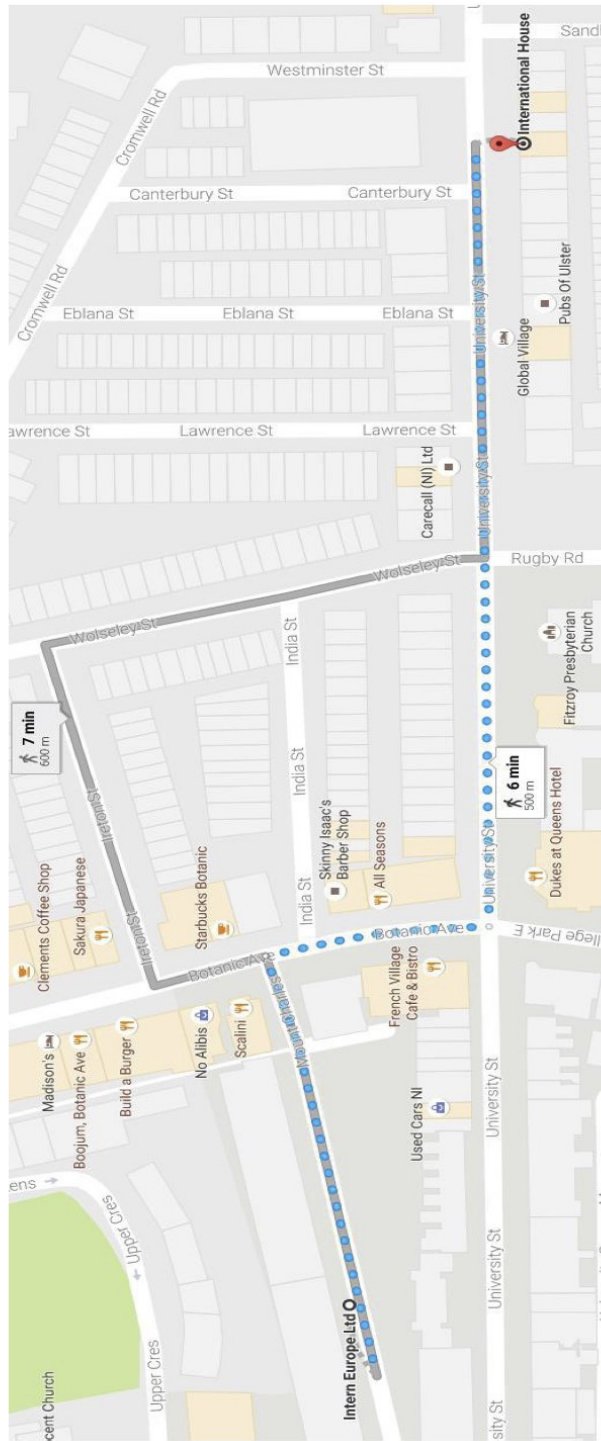 Westminster St
Cromwell Rd
International House
Canterbury St
Canterbury St
Cromwell Rd
Eblana St
Eblana St
Eblana St
University St
Global Village
Pubs Of Ulster
awrence St
Lawrence St
Lawrence St
Carecall (NI) Ltd
University St
Rugby Rd
Wolseley St
Wolseley St
India St
Fitzroy Presbyterian
Church
7 min
600 m
6 min
500 m
India St
Ireton St
University St
Skinny Isaac's
Barber Shop
All Seasons
Dukes at Queens Hotel
Starbucks Botanic
India St
Clements Coffee Shop
Sakura Japanese
Ireton St
Botanic Ave
Botanic Ave
llege Park E
Mount Charles
French Village
Cafe & Bistro
Madison's
Boojum, Botanic Ave
Build a Burger
No Alibis
Scalini
Used Cars NI
University St
ens
Upper Cres
University St
Upper Cres
Intern Europe Ltd
sity St
ocent Church